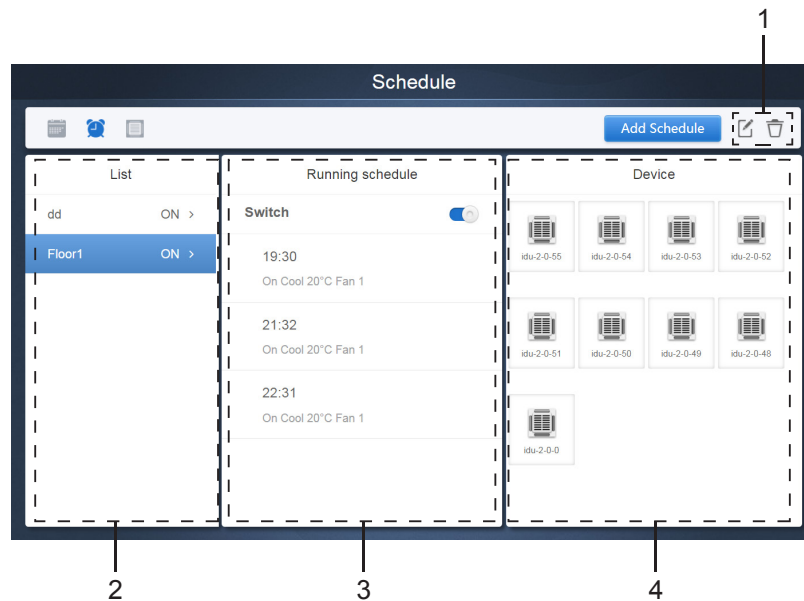 1
Schedule
Add Schedule
List
dd ON >
Floor1 ON >
Running schedule
Switch
19:30
On Cool 20°C Fan 1
21:32
On Cool 20°C Fan 1
22:31
On Cool 20°C Fan 1
Device
idu-2-0-55 idu-2-0-54 idu-2-0-53 idu-2-0-52
idu-2-0-51 idu-2-0-50 idu-2-0-49 idu-2-0-48
idu-2-0-0
2 3 4